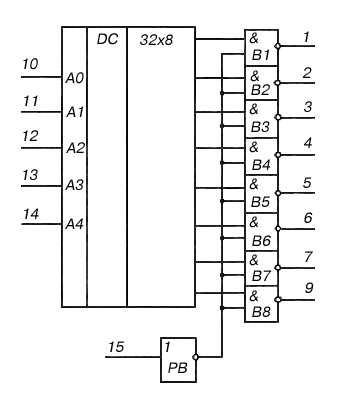 DC 32x8
10 A0
11 A1
12 A2
13 A3
14 A4
& B1 1
& B2 2
& B3 3
& B4 4
& B5 5
& B6 6
& B7 7
& B8 9
15 1 PB